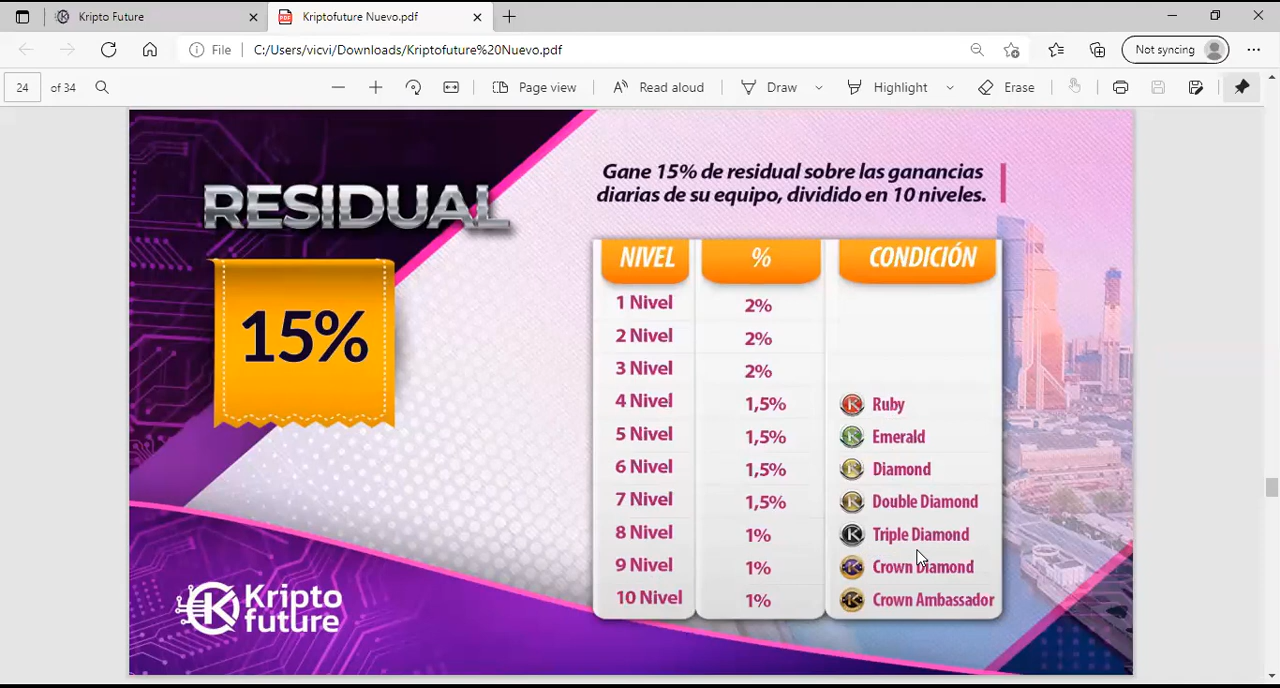 Kripto Future
Kriptofuture Nuevo.pdf
File
C:/Users/vicvi/Downloads/Kriptofuture%20Nuevo.pdf
Not syncing
24
of 34
Page view
Read aloud
Draw
Highlight
Erase
RESIDUAL
15%
Gane 15% de residual sobre las ganancias
diarias de su equipo, dividido en 10 niveles.
NIVEL % CONDICIÓN
1 Nivel 2%
2 Nivel 2%
3 Nivel 2%
4 Nivel 1,5% Ruby
5 Nivel 1,5% Emerald
6 Nivel 1,5% Diamond
7 Nivel 1,5% Double Diamond
8 Nivel 1% Triple Diamond
9 Nivel 1% Crown Diamond
10 Nivel 1% Crown Ambassador
Kripto
future